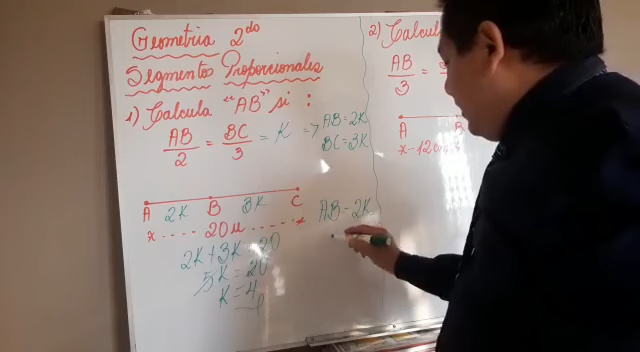 Geometria 2do
Segmentos Proporcionales
1) Calcula "AB" si :
AB/2 = BC/3 = K => AB=2K
BC=3K
A 2K B 3K C
x ---- 20u ---- x
2K+3K=20
5K=20
K=4
AB=2K
2)
AB/3 =
A B